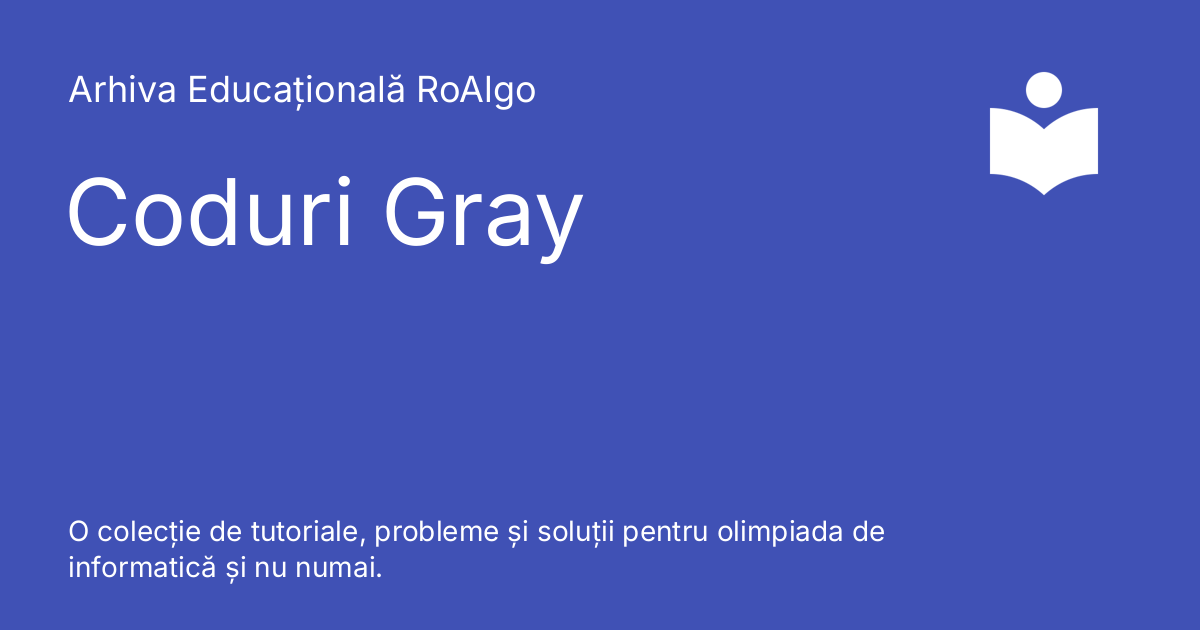 Arhiva Educațională RoAlgo
Coduri Gray
O colecție de tutoriale, probleme și soluții pentru olimpiada de
informatică și nu numai.